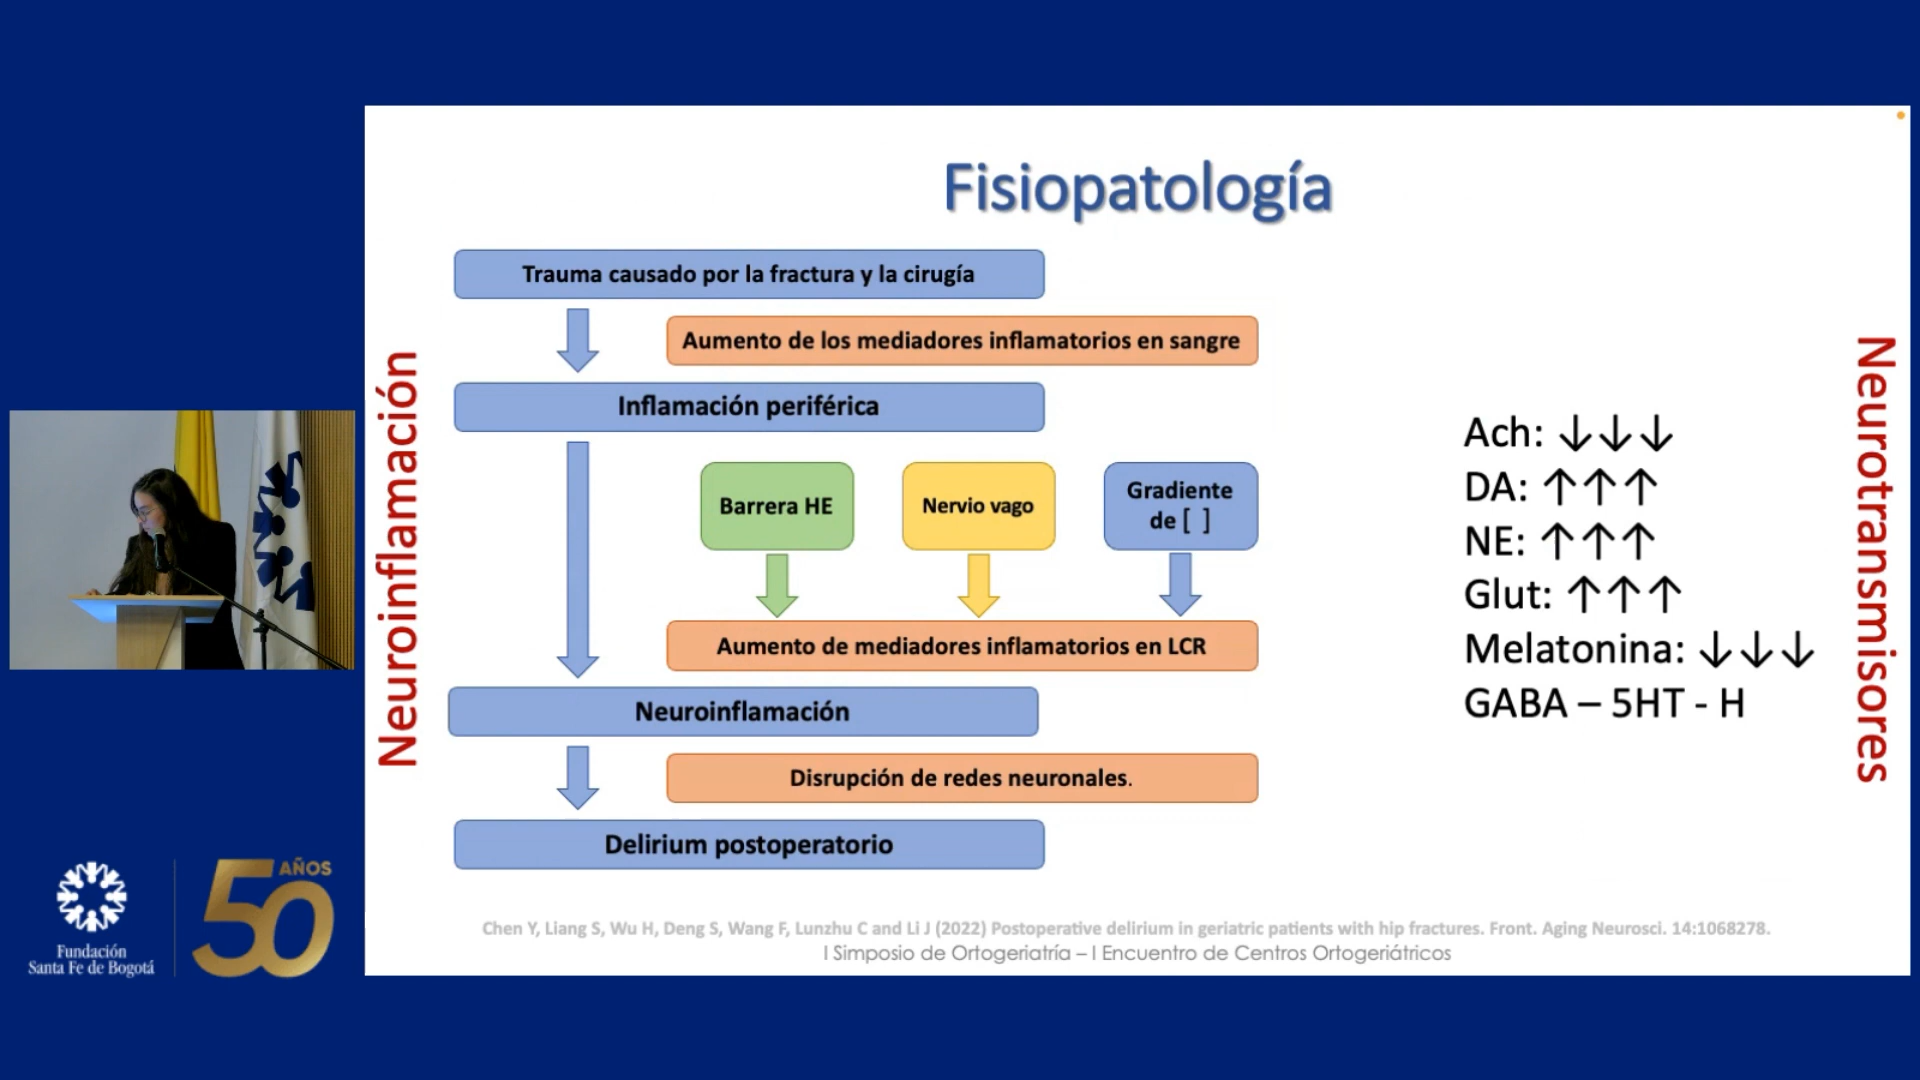 Fisiopatología
Neuroinflamación
Trauma causado por la fractura y la cirugía
Aumento de los mediadores inflamatorios en sangre
Inflamación periférica
Barrera HE
Nervio vago
Gradiente
de [ ]
Aumento de mediadores inflamatorios en LCR
Neuroinflamación
Disrupción de redes neuronales.
Delirium postoperatorio
Ach: ↓↓↓
DA: ↑↑↑
NE: ↑↑↑
Glut: ↑↑↑
Melatonina: ↓↓↓
GABA – 5HT - H
Neurotransmisores
Chen Y, Liang S, Wu H, Deng S, Wang F, Lunzhu C and Li J (2022) Postoperative delirium in geriatric patients with hip fractures. Front. Aging Neurosci. 14:1068278.
I Simposio de Ortogeriatría – I Encuentro de Centros Ortogeriátricos
Fundación
Santa Fe de Bogotá
50 AÑOS